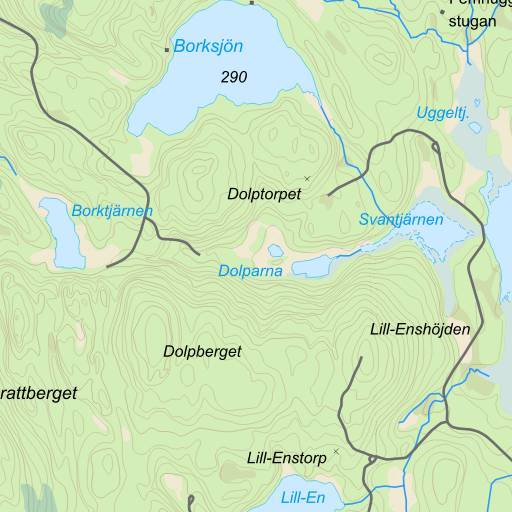 stugan
Borksjön
290
Uggeltj.
Dolptorpet
Borktjärnen
Svantjärnen
Dolparna
Lill-Enshöjden
Dolpberget
rattberget
Lill-Enstorp
Lill-En